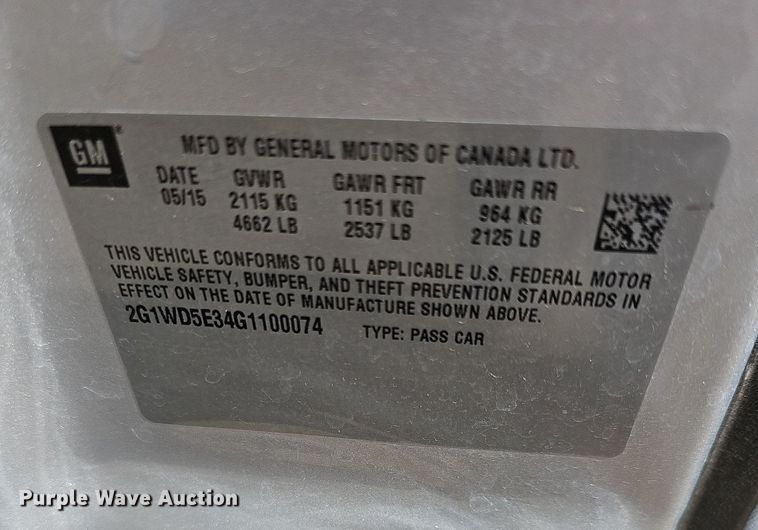 GM
MFD BY GENERAL MOTORS OF CANADA LTD.
DATE GVWR GAWR FRT GAWR RR
05/15 2115 KG 1151 KG 964 KG
4662 LB 2537 LB 2125 LB
THIS VEHICLE CONFORMS TO ALL APPLICABLE U.S. FEDERAL MOTOR
VEHICLE SAFETY, BUMPER, AND THEFT PREVENTION STANDARDS IN
EFFECT ON THE DATE OF MANUFACTURE SHOWN ABOVE.
2G1WD5E34G1100074 TYPE: PASS CAR
Purple Wave Auction